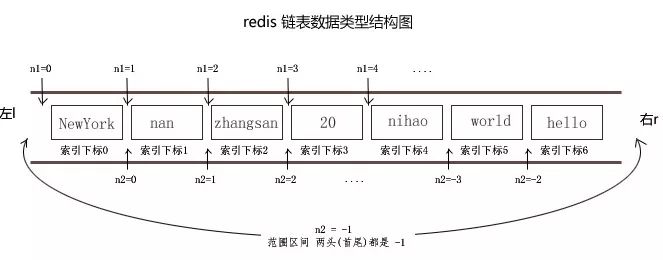 redis 链表数据类型结构图
n1=0 n1=1 n1=2 n1=3 n1=4 ....
左l 右r
NewYork nan zhangsan 20 nihao world hello
索引下标0 索引下标1 索引下标2 索引下标3 索引下标4 索引下标5 索引下标6
n2=0 n2=1 n2=2 .... n2=-3 n2=-2
n2 = -1
范围区间 两头(首尾)都是 -1